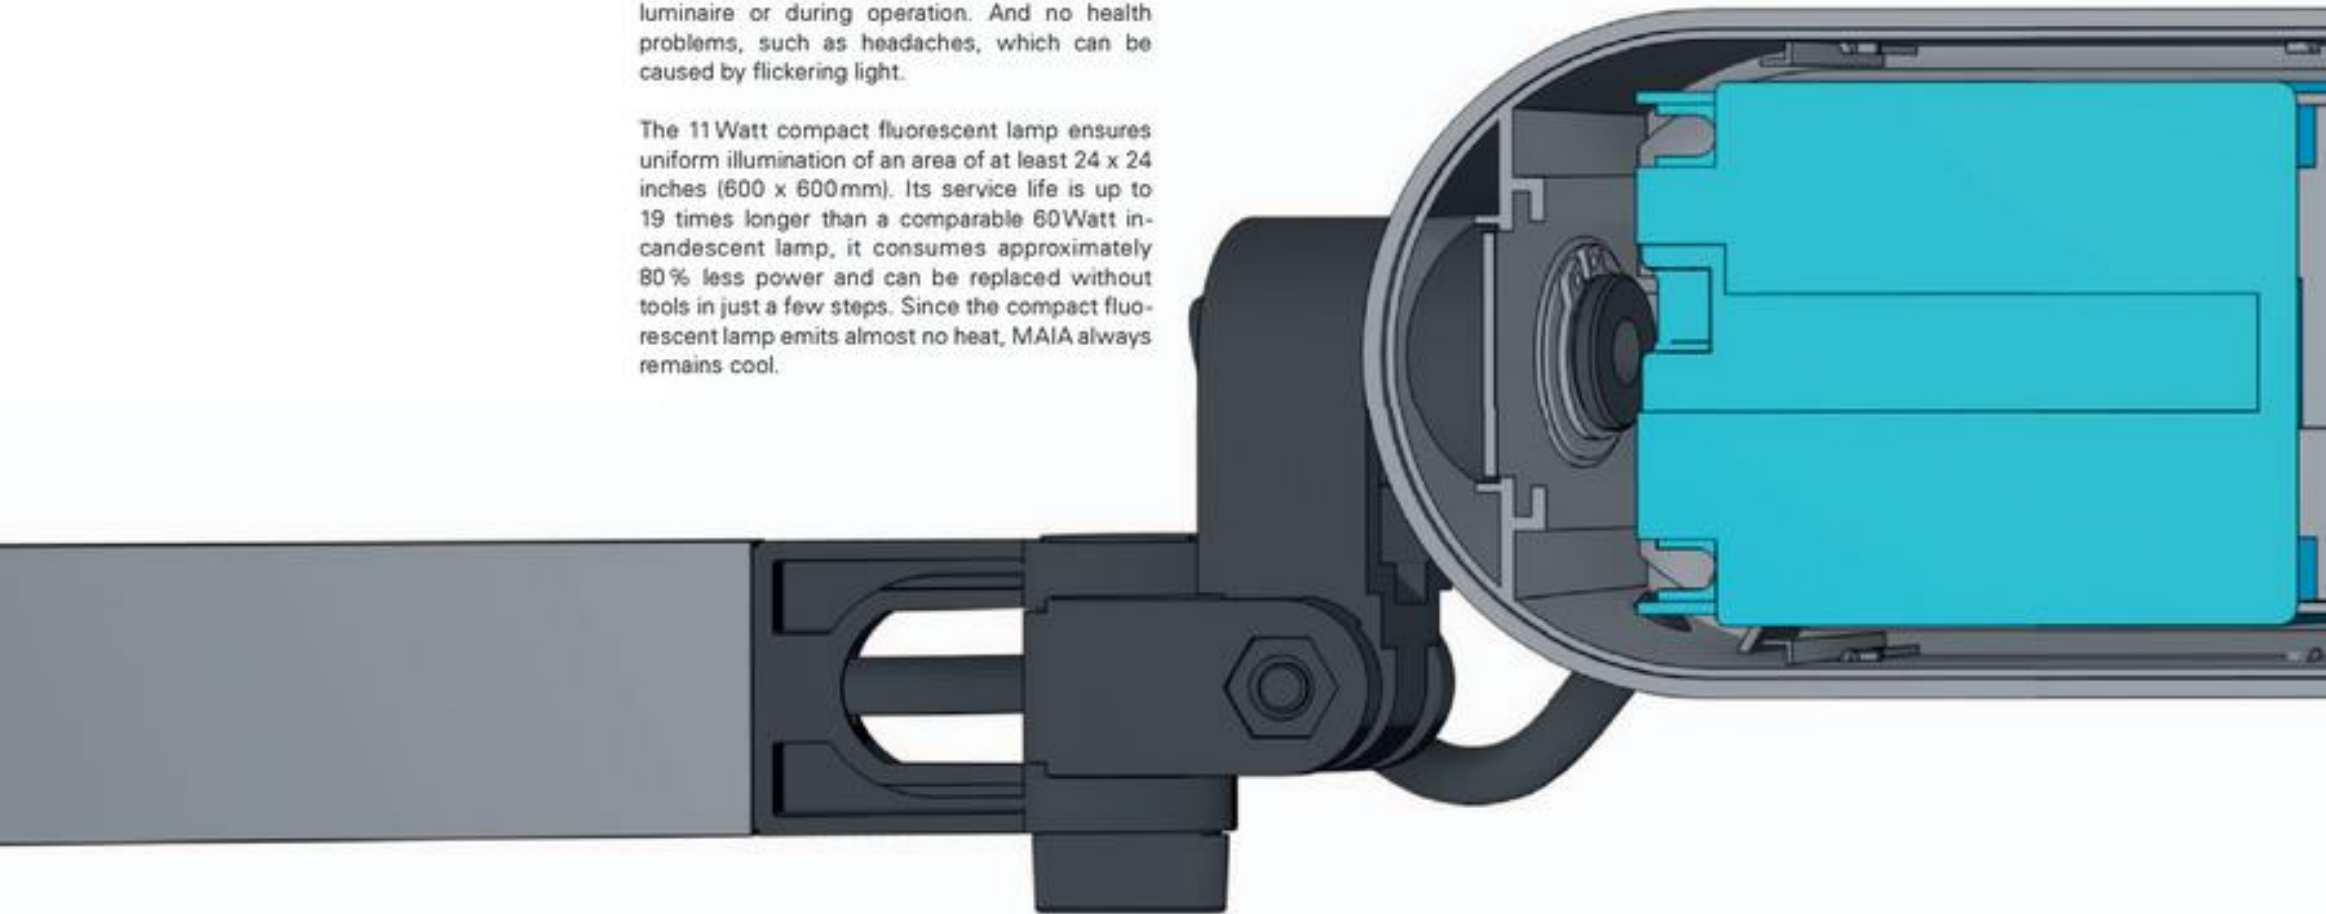 luminaire or during operation. And no health
problems, such as headaches, which can be
caused by flickering light.
The 11 Watt compact fluorescent lamp ensures
uniform illumination of an area of at least 24 x 24
inches (600 x 600 mm). Its service life is up to
19 times longer than a comparable 60 Watt in-
candescent lamp, it consumes approximately
80 % less power and can be replaced without
tools in just a few steps. Since the compact fluo-
rescent lamp emits almost no heat, MAIA always
remains cool.